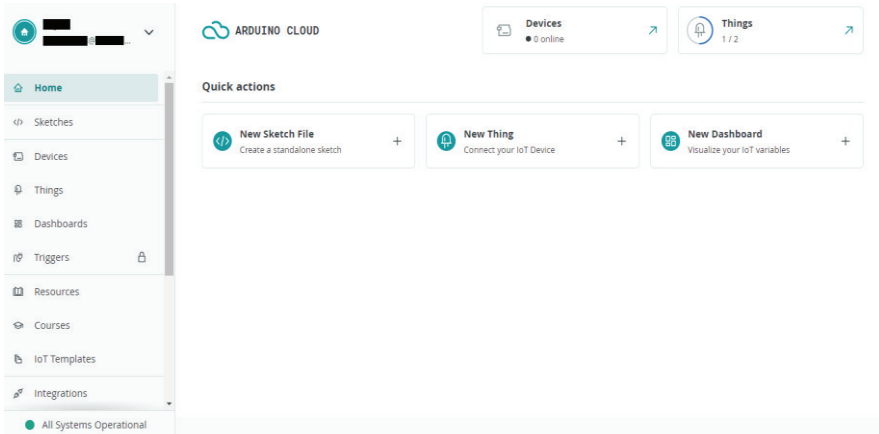 @
...
Home
Sketches
Devices
Things
Dashboards
Triggers
Resources
Courses
IoT Templates
Integrations
All Systems Operational
ARDUINO CLOUD
Devices
0 online
Things
1 / 2
Quick actions
New Sketch File
Create a standalone sketch
New Thing
Connect your IoT Device
New Dashboard
Visualize your IoT variables